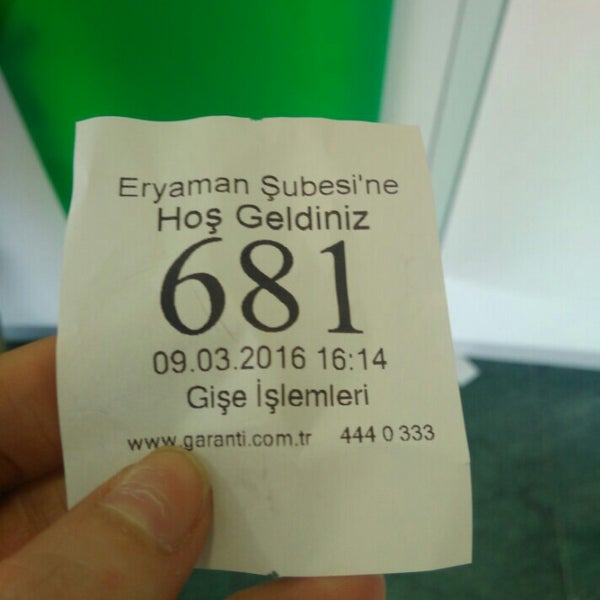 Eryaman Şubesi'ne
Hoş Geldiniz
681
09.03.2016 16:14
Gişe İşlemleri
www.garanti.com.tr 444 0 333